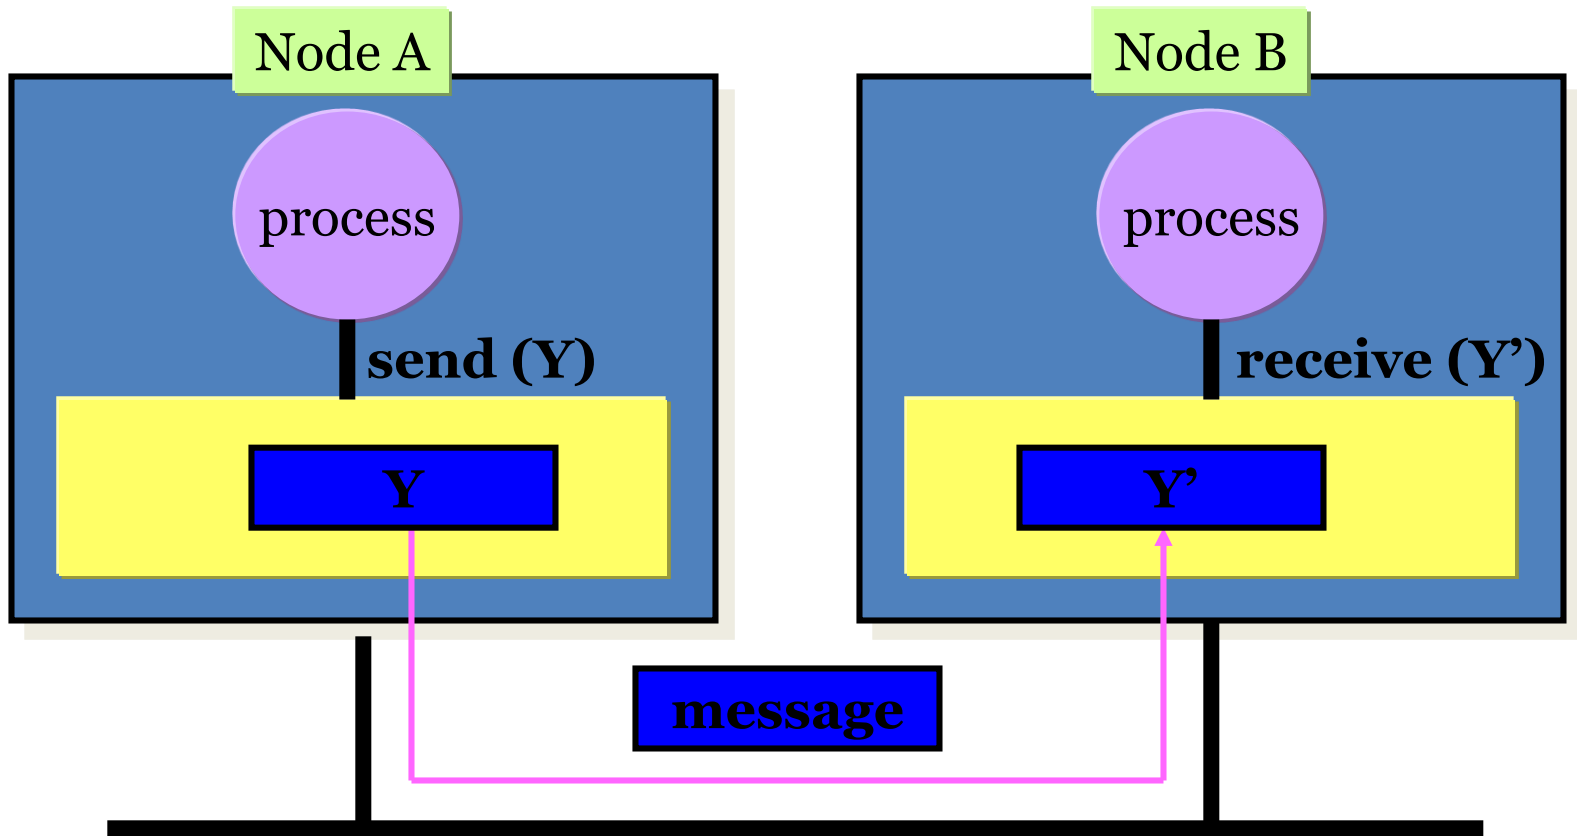 Node A
Node B
process
process
send (Y)
receive (Y’)
Y
Y’
message